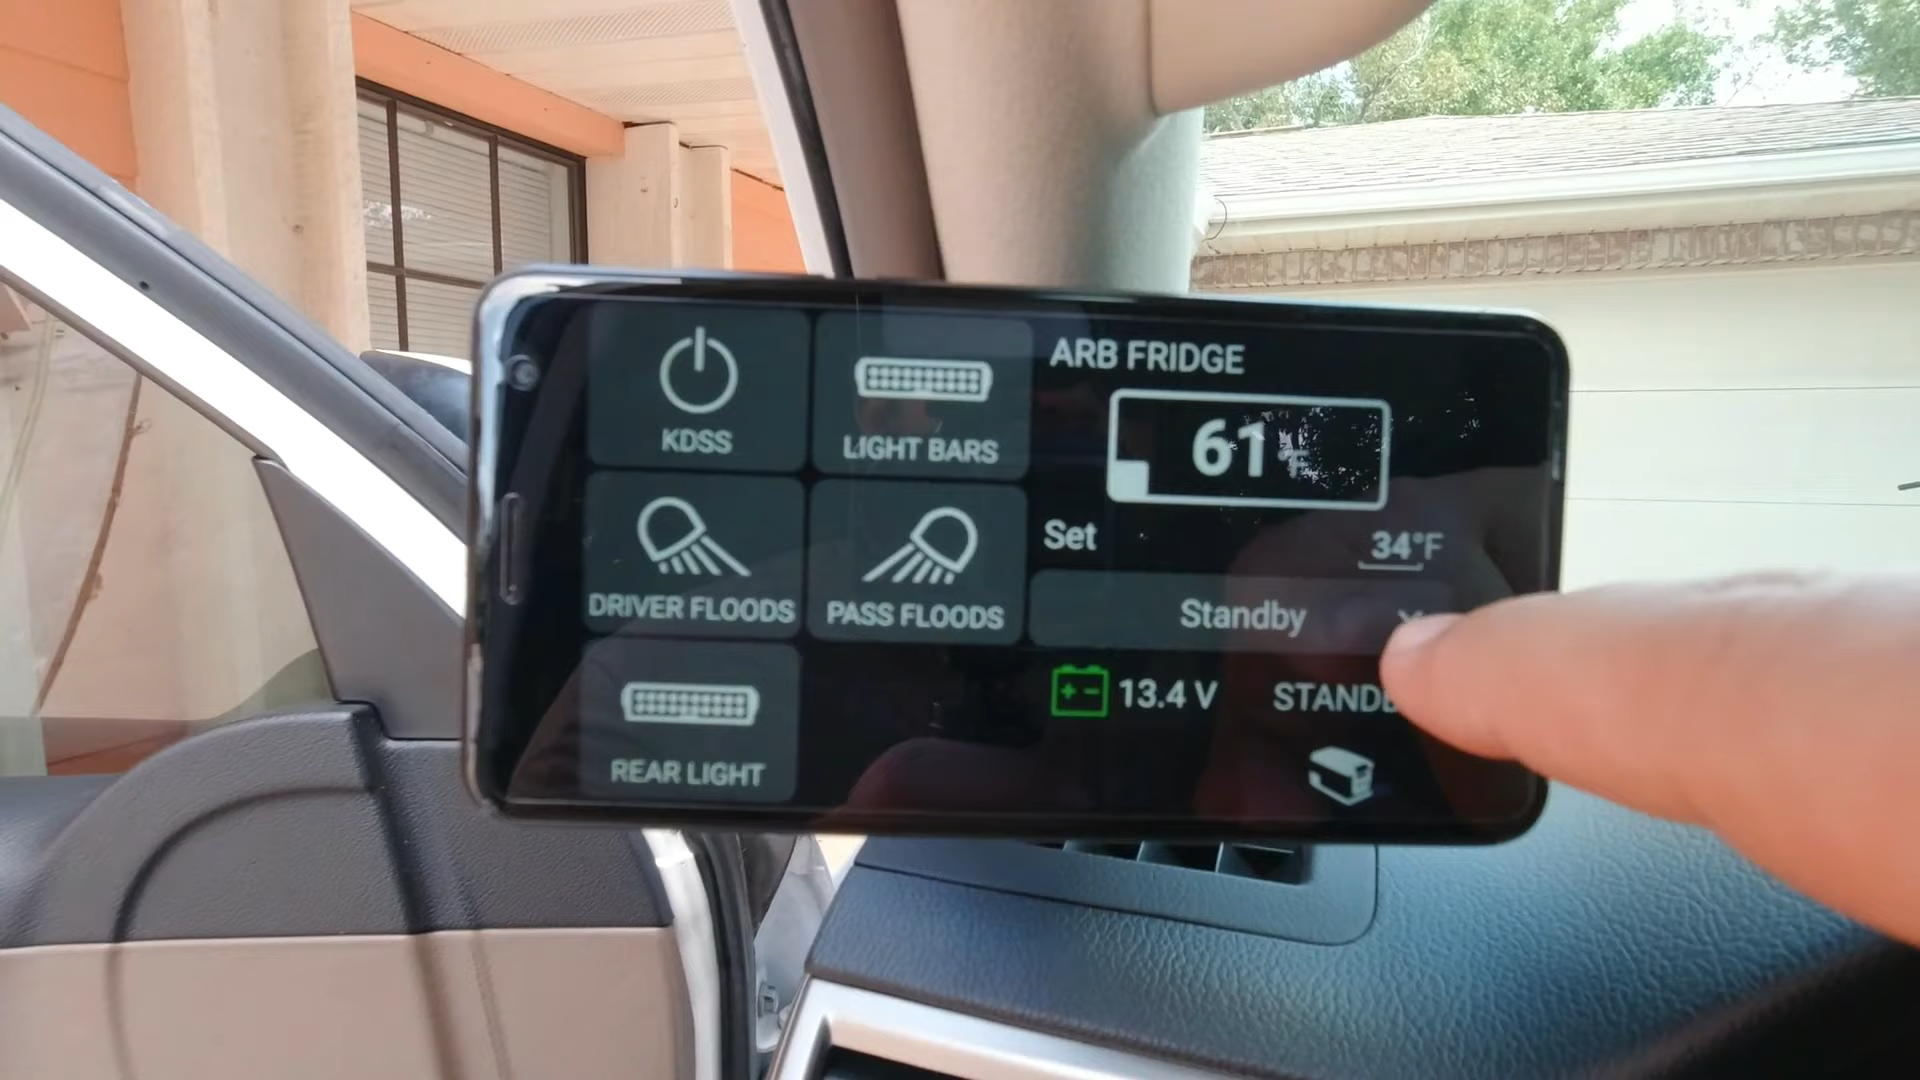 KDSS
LIGHT BARS
DRIVER FLOODS
PASS FLOODS
REAR LIGHT
ARB FRIDGE
61°F
Set
34°F
Standby
13.4 V